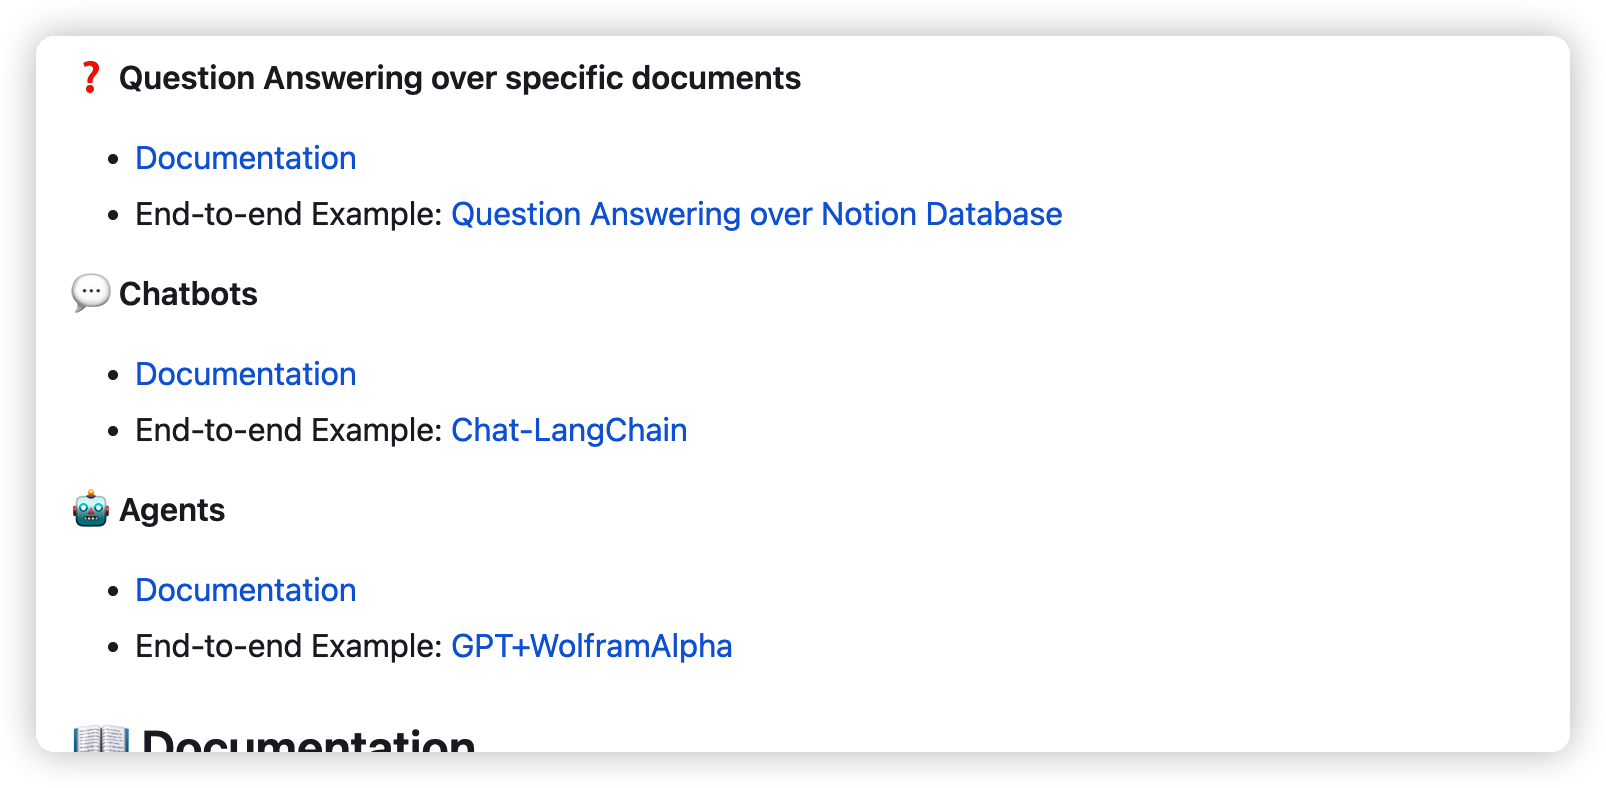 ❓ Question Answering over specific documents
• Documentation
• End-to-end Example: Question Answering over Notion Database
💬 Chatbots
• Documentation
• End-to-end Example: Chat-LangChain
🤖 Agents
• Documentation
• End-to-end Example: GPT+WolframAlpha
📖 Documentation